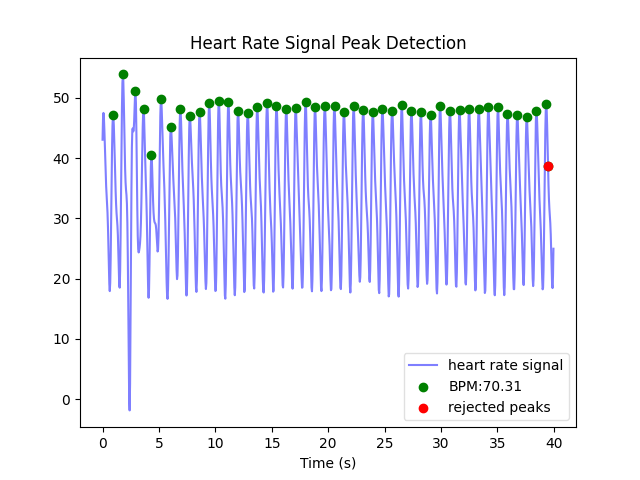 Heart Rate Signal Peak Detection
50
40
30
20
10
0
heart rate signal
BPM:70.31
rejected peaks
0 5 10 15 20 25 30 35 40
Time (s)